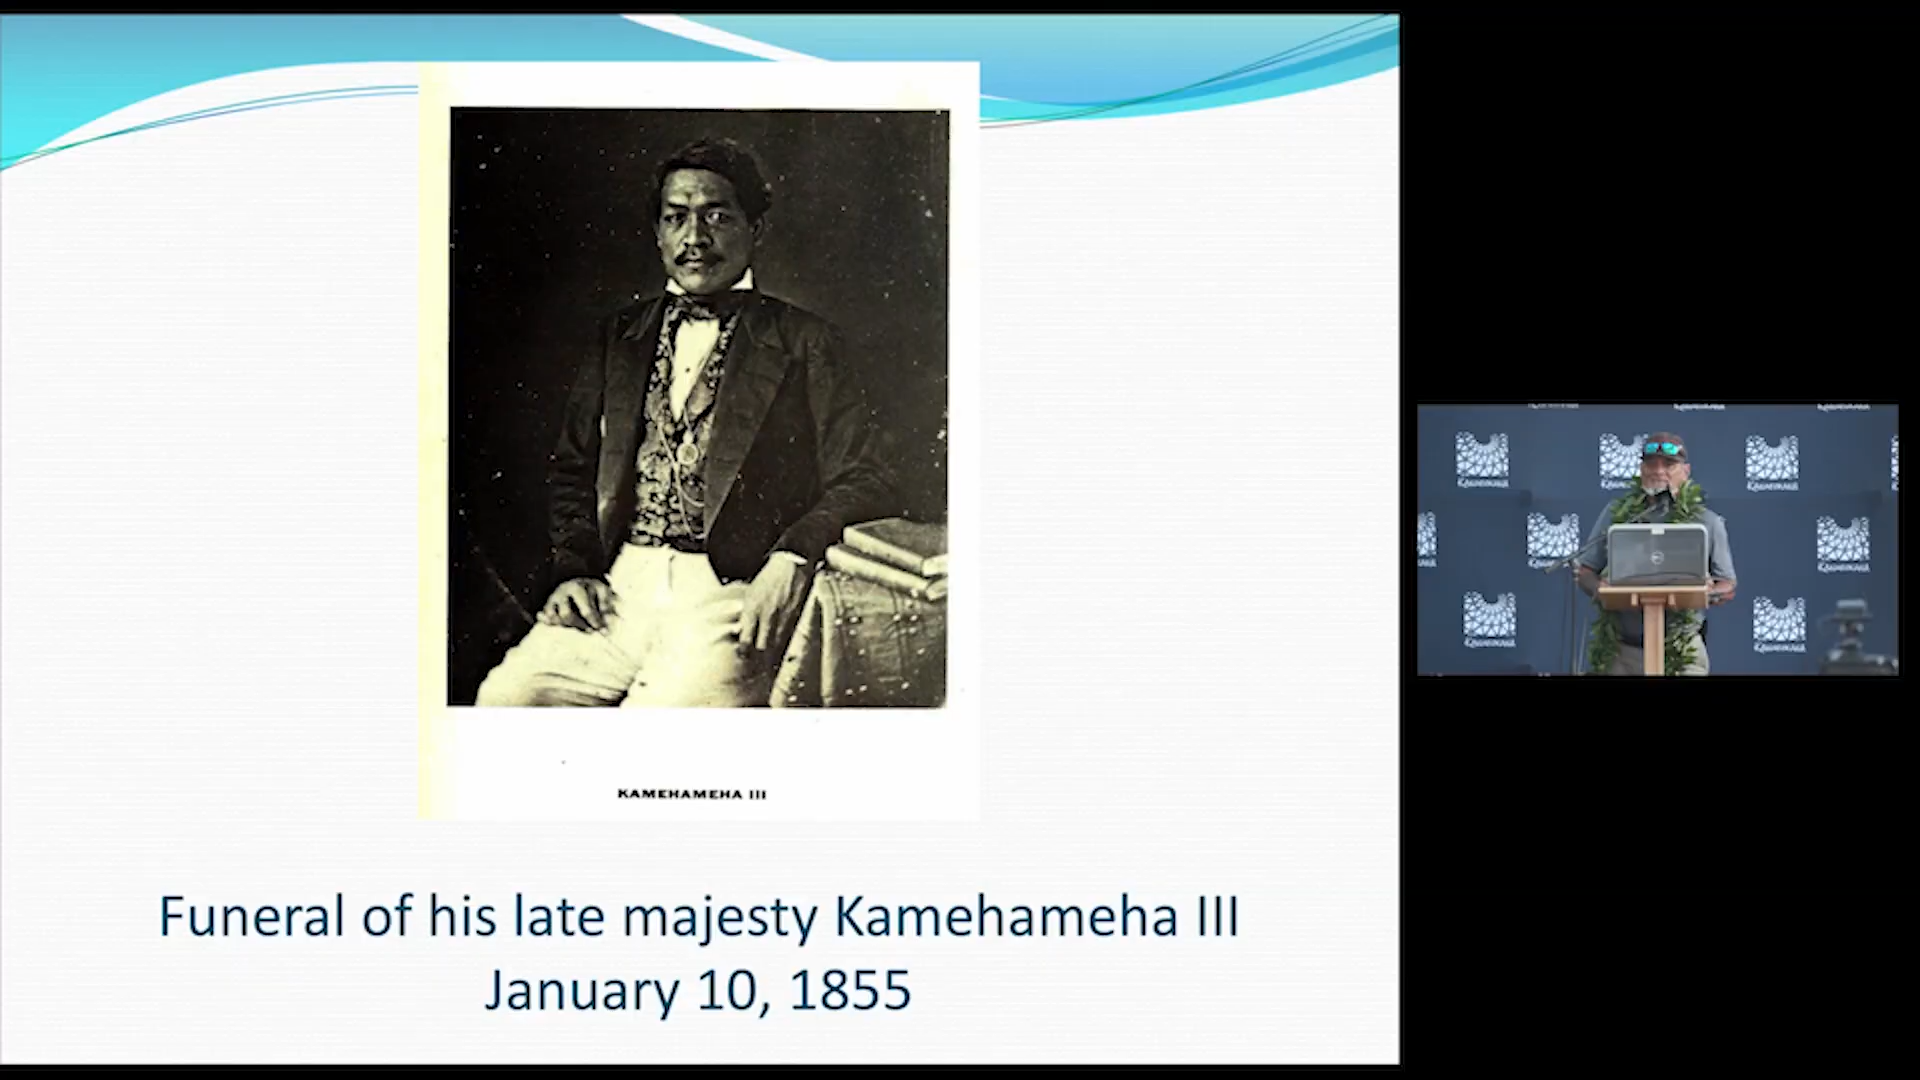 KAMEHAMEHA III
Funeral of his late majesty Kamehameha III
January 10, 1855